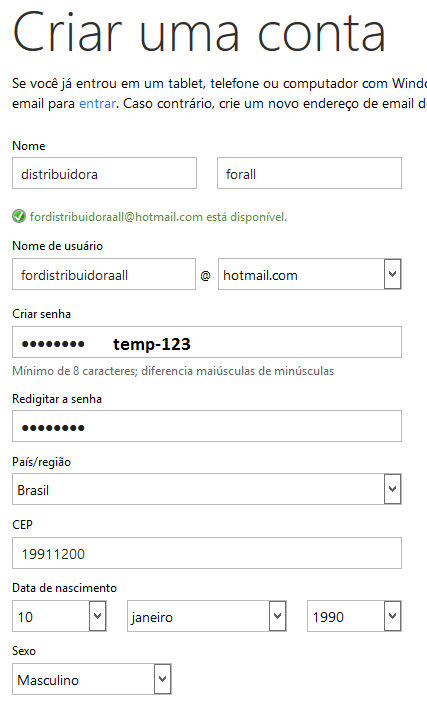 Criar uma conta
Se você já entrou em um tablet, telefone ou computador com Windo
email para entrar. Caso contrário, crie um novo endereço de email d
Nome
distribuidora forall
fordistribuidoraall@hotmail.com está disponível.
Nome de usuário
fordistribuidoraall @ hotmail.com
Criar senha
●●●●●●●● temp-123
Mínimo de 8 caracteres; diferencia maiúsculas de minúsculas
Redigitar a senha
●●●●●●●●
País/região
Brasil
CEP
19911200
Data de nascimento
10 janeiro 1990
Sexo
Masculino